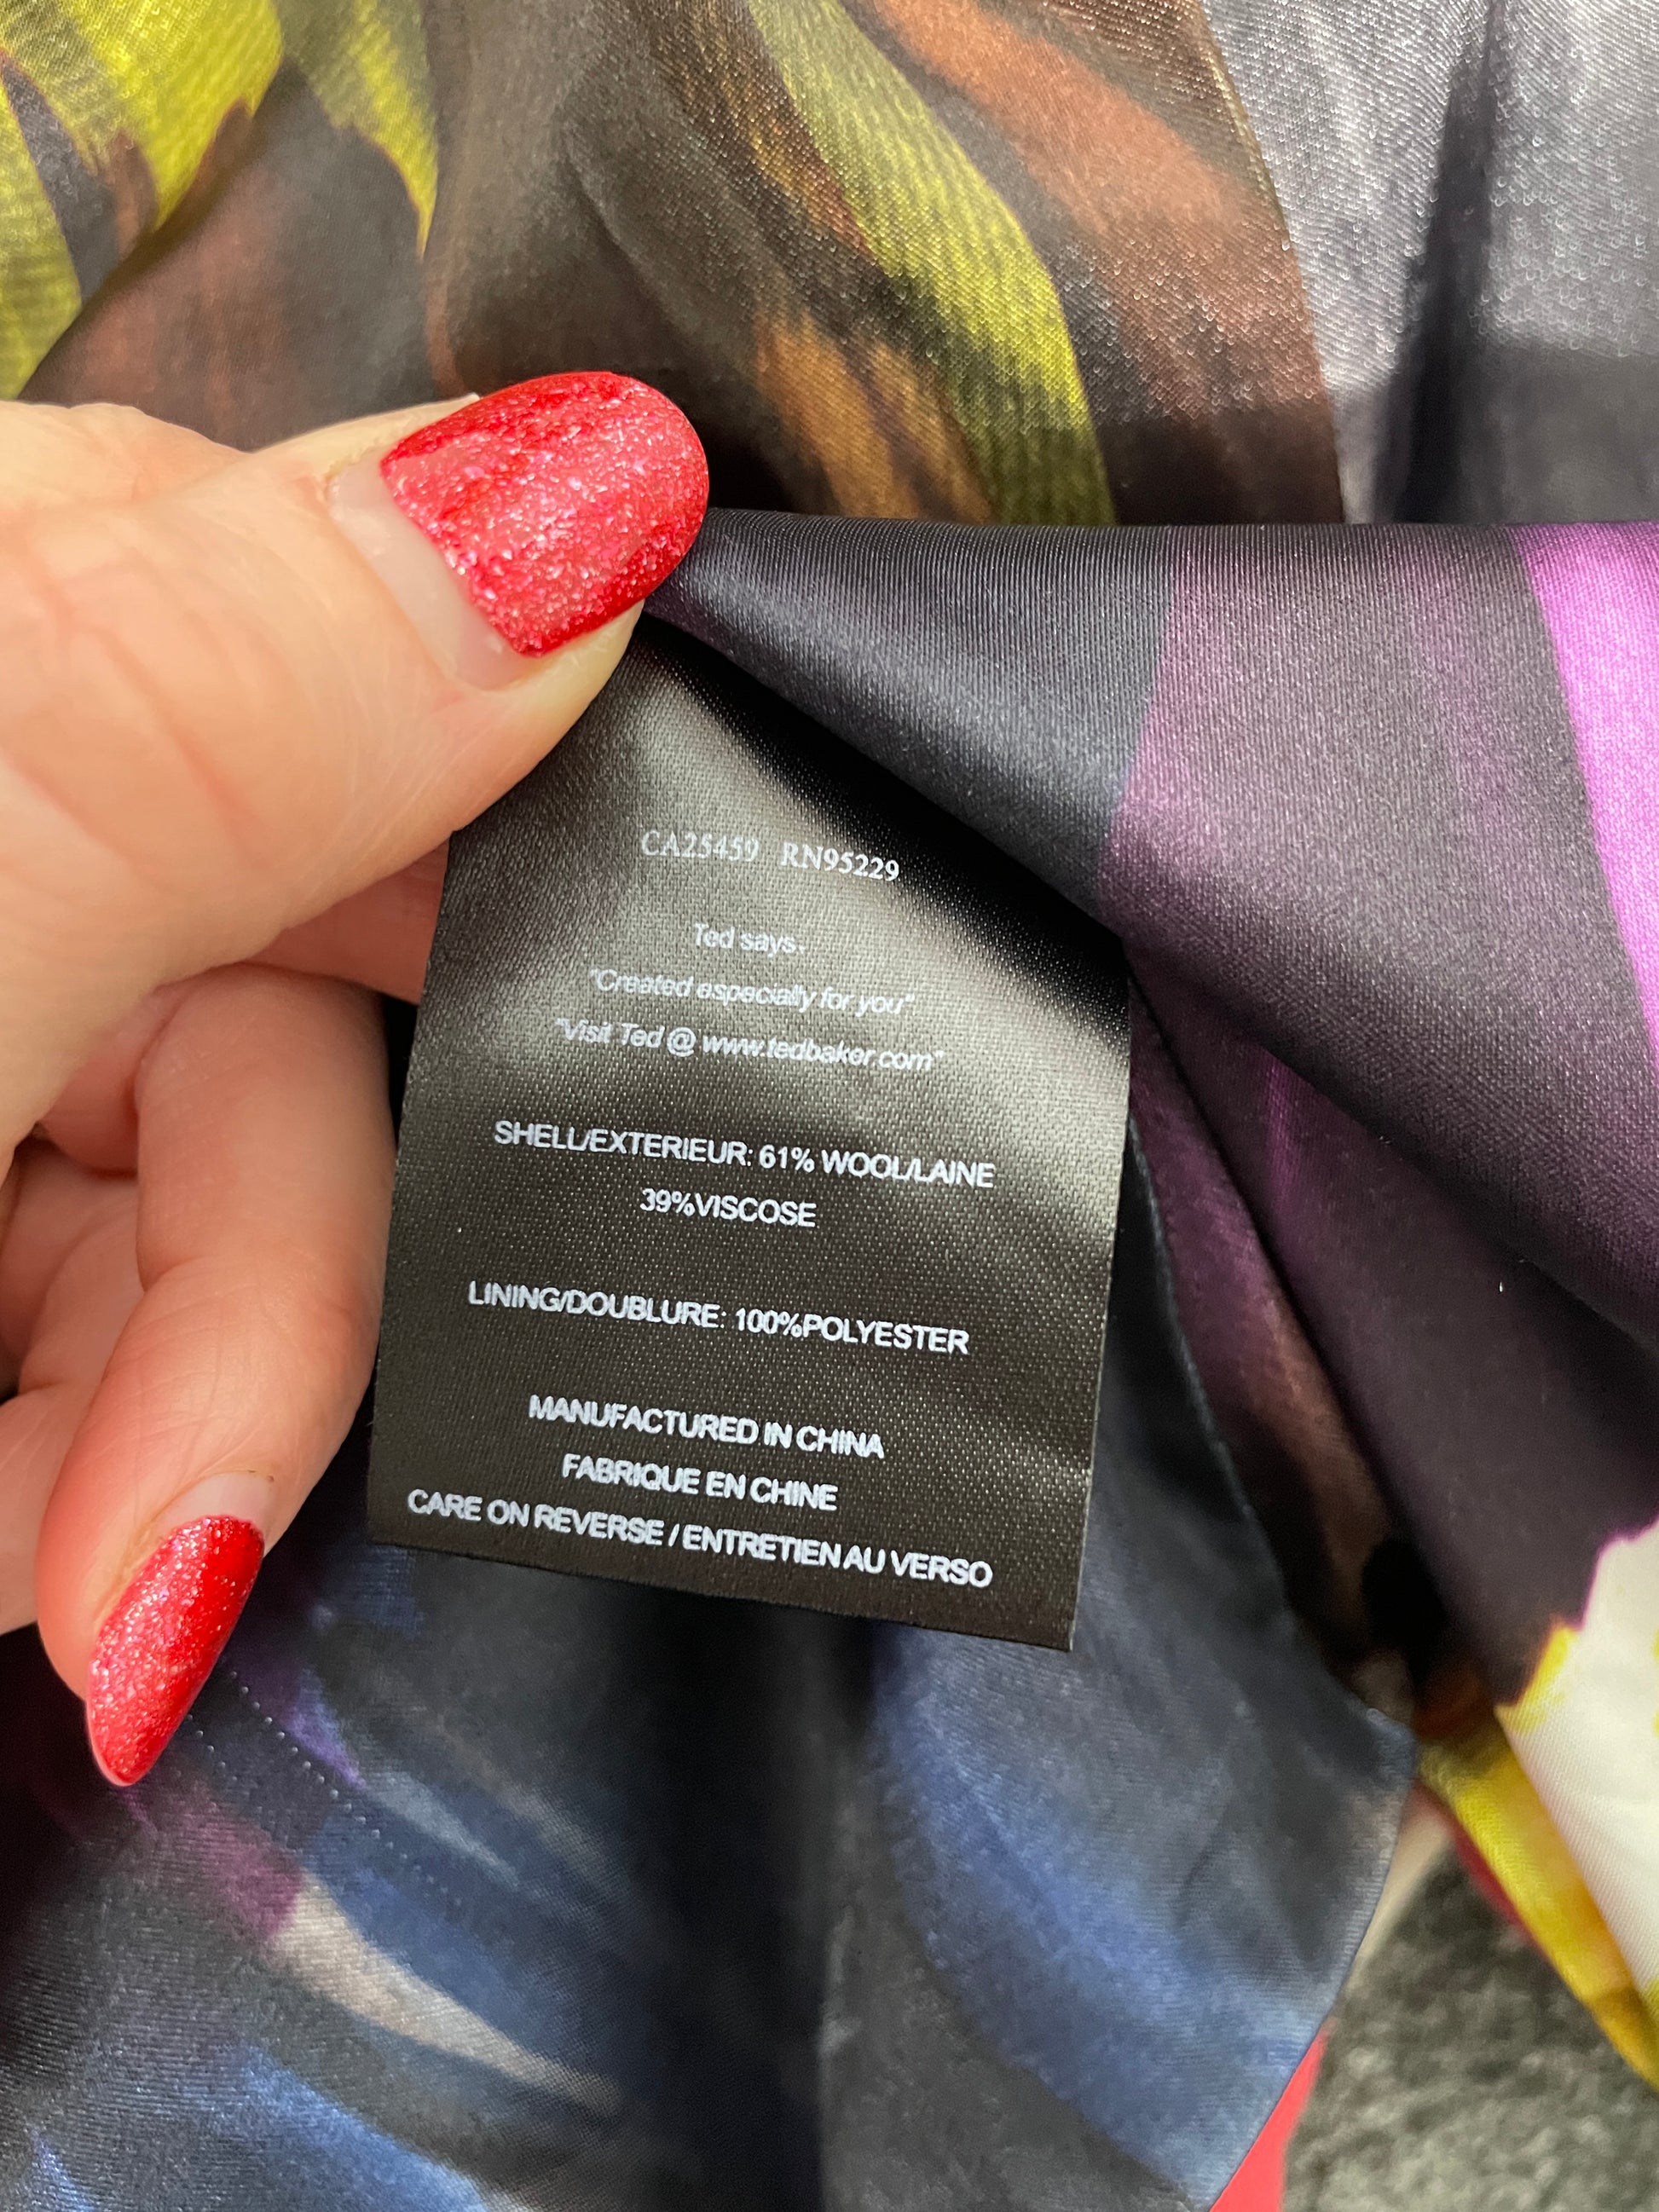 CA25459 RN95229
Ted says.
"Created especially for you"
"Visit Ted @ www.tedbaker.com"
SHELL/EXTERIEUR: 61% WOOL/LAINE
39%VISCOSE
LINING/DOUBLURE: 100%POLYESTER
MANUFACTURED IN CHINA
FABRIQUE EN CHINE
CARE ON REVERSE / ENTRETIEN AU VERSO